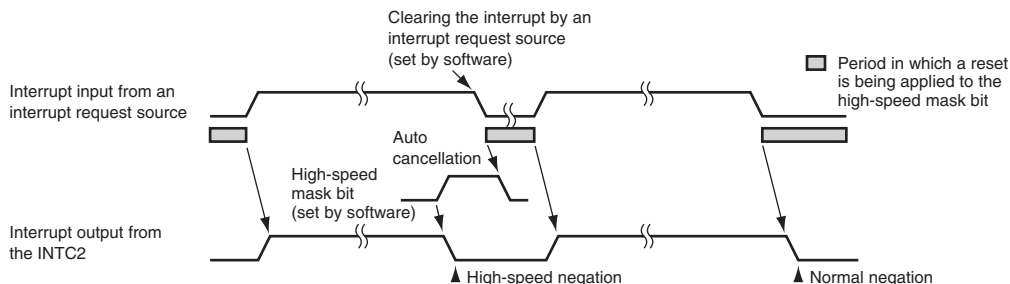 Clearing the interrupt by an
interrupt request source
(set by software)
Period in which a reset
is being applied to the
high-speed mask bit
Interrupt input from an
interrupt request source
Auto
cancellation
High-speed
mask bit
(set by software)
Interrupt output from
the INTC2
High-speed negation
Normal negation